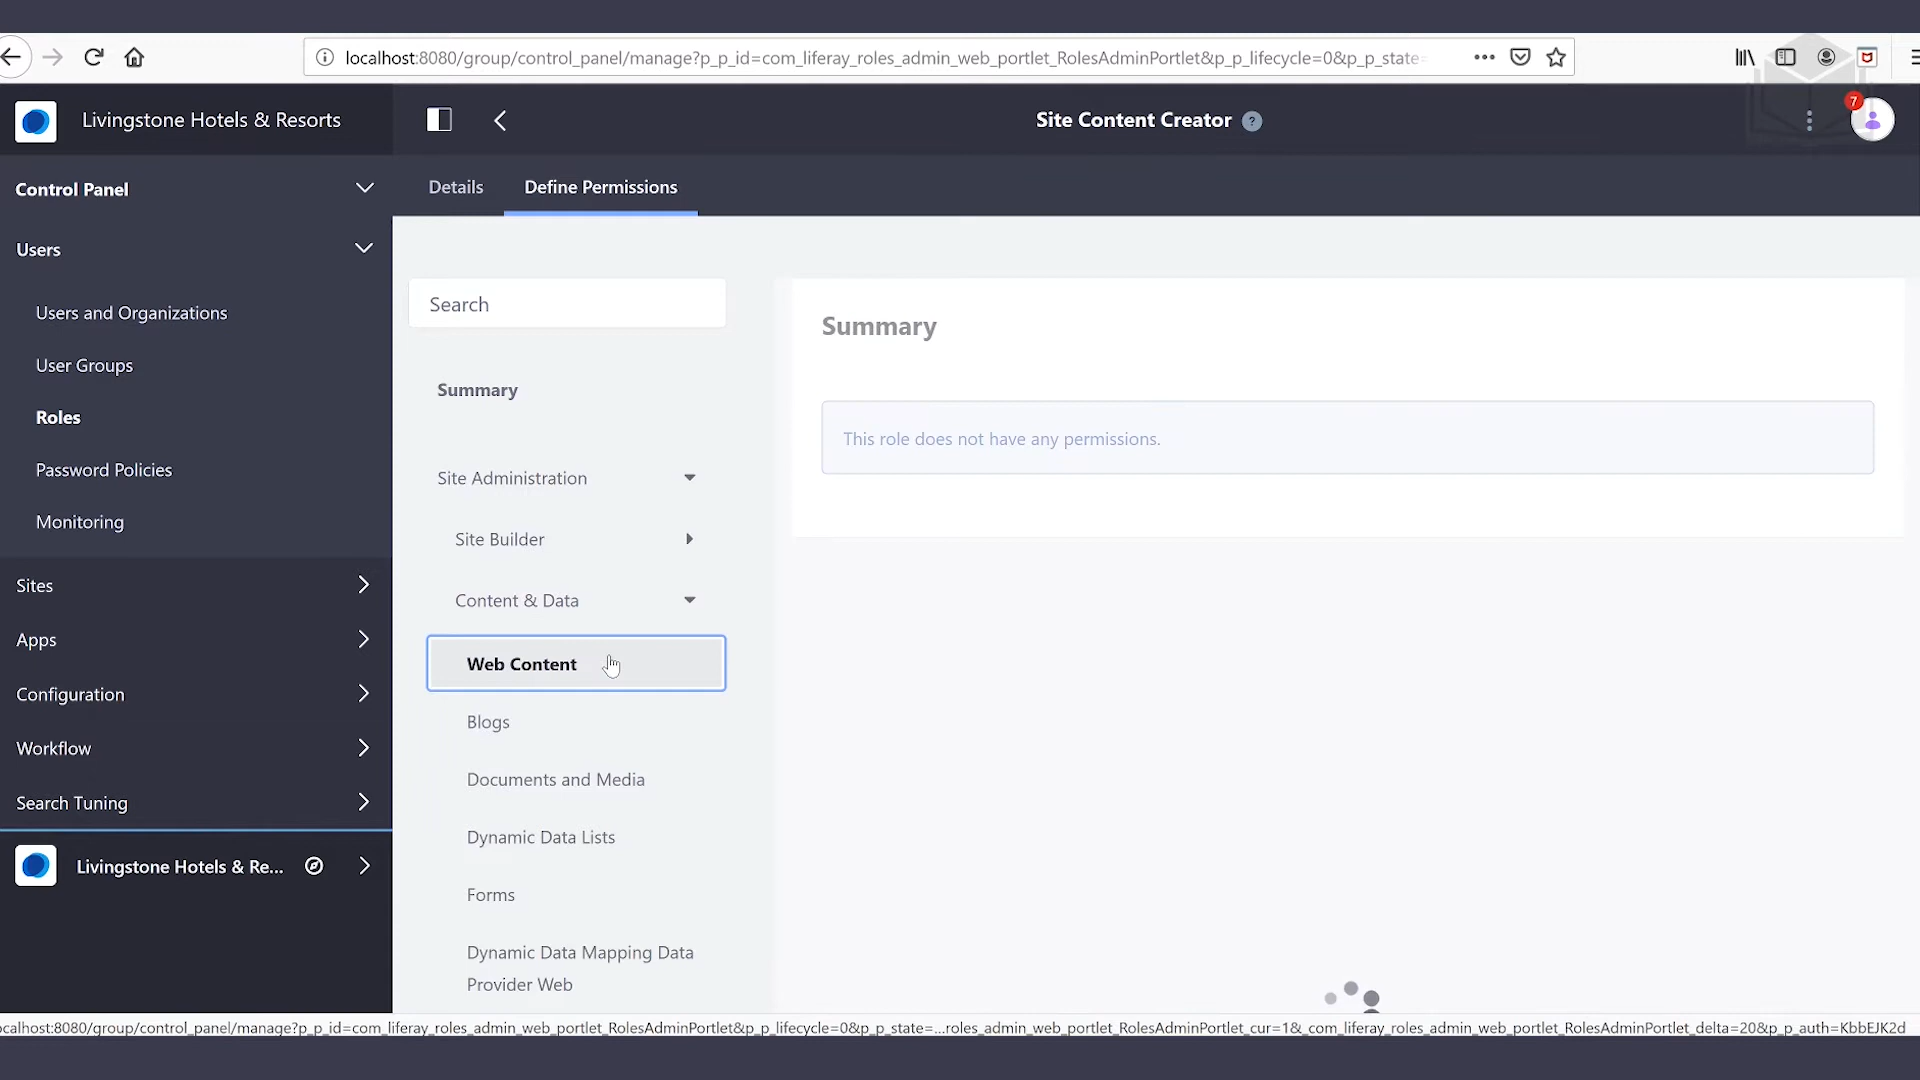 localhost:8080/group/control_panel/manage?p_p_id=com_liferay_roles_admin_web_portlet_RolesAdminPortlet&p_p_lifecycle=0&p_p_state=
Livingstone Hotels & Resorts
Site Content Creator ?
7
Control Panel
Details
Define Permissions
Users
Users and Organizations
User Groups
Roles
Password Policies
Monitoring
Sites
Apps
Configuration
Workflow
Search Tuning
Livingstone Hotels & Re...
Search
Summary
Site Administration
Site Builder
Content & Data
Web Content
Blogs
Documents and Media
Dynamic Data Lists
Forms
Dynamic Data Mapping Data
Provider Web
Summary
This role does not have any permissions.
ocalhost:8080/group/control_panel/manage?p_p_id=com_liferay_roles_admin_web_portlet_RolesAdminPortlet&p_p_lifecycle=0&p_p_state=...roles_admin_web_portlet_RolesAdminPortlet_cur=1&_com_liferay_roles_admin_web_portlet_RolesAdminPortlet_delta=20&p_p_auth=KbbEJK2d